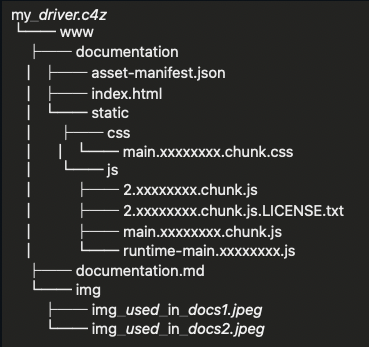 my_driver.c4z
└── www
├── documentation
│ ├── asset-manifest.json
│ ├── index.html
│ └── static
│ ├── css
│ │ └── main.xxxxxxxx.chunk.css
│ └── js
│ ├── 2.xxxxxxxx.chunk.js
│ ├── 2.xxxxxxxx.chunk.js.LICENSE.txt
│ ├── main.xxxxxxxx.chunk.js
│ └── runtime-main.xxxxxxxx.js
├── documentation.md
└── img
├── img_used_in_docs1.jpeg
└── img_used_in_docs2.jpeg